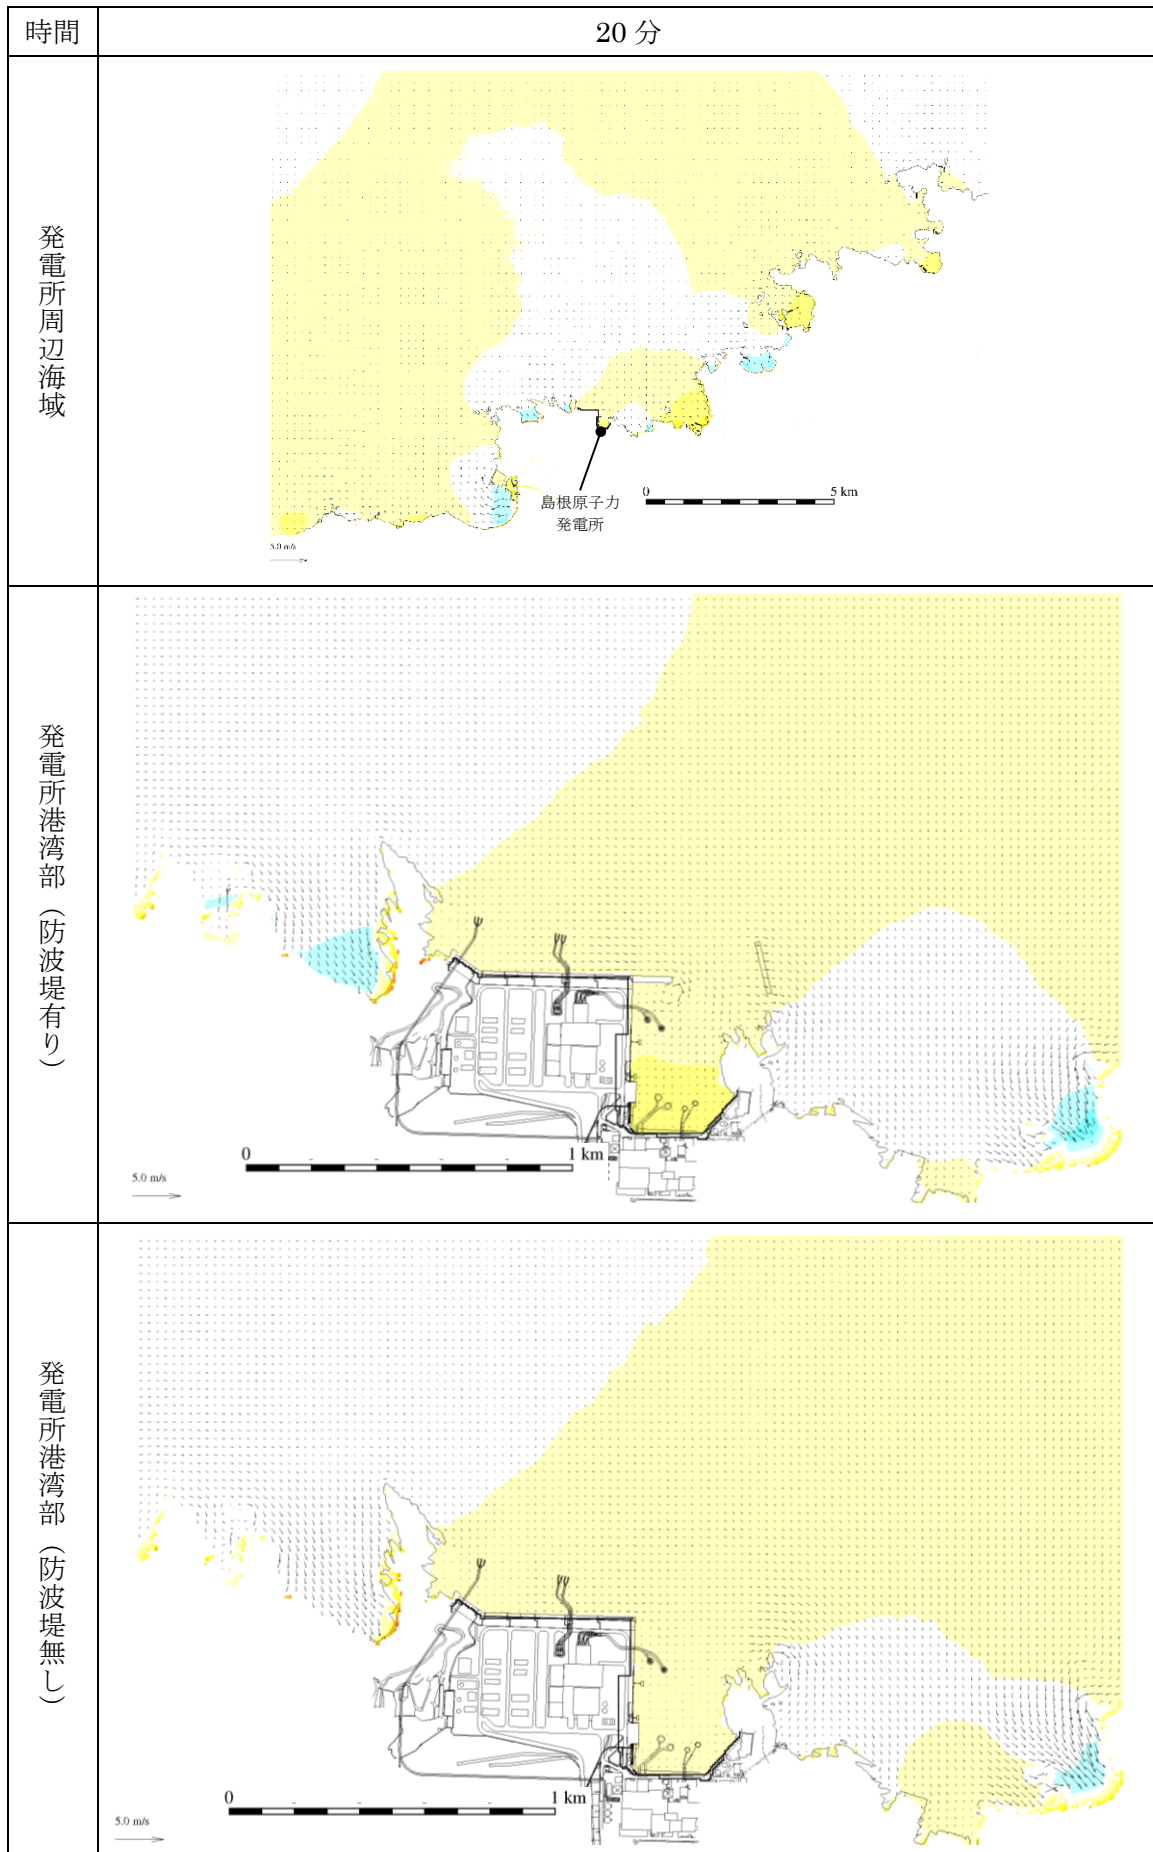 時間
20 分
発電所周辺海域
島根原子力
発電所
0
5 km
5.0 m/s
発電所港湾部（防波堤有り）
0
1 km
5.0 m/s
発電所港湾部（防波堤無し）
0
1 km
5.0 m/s